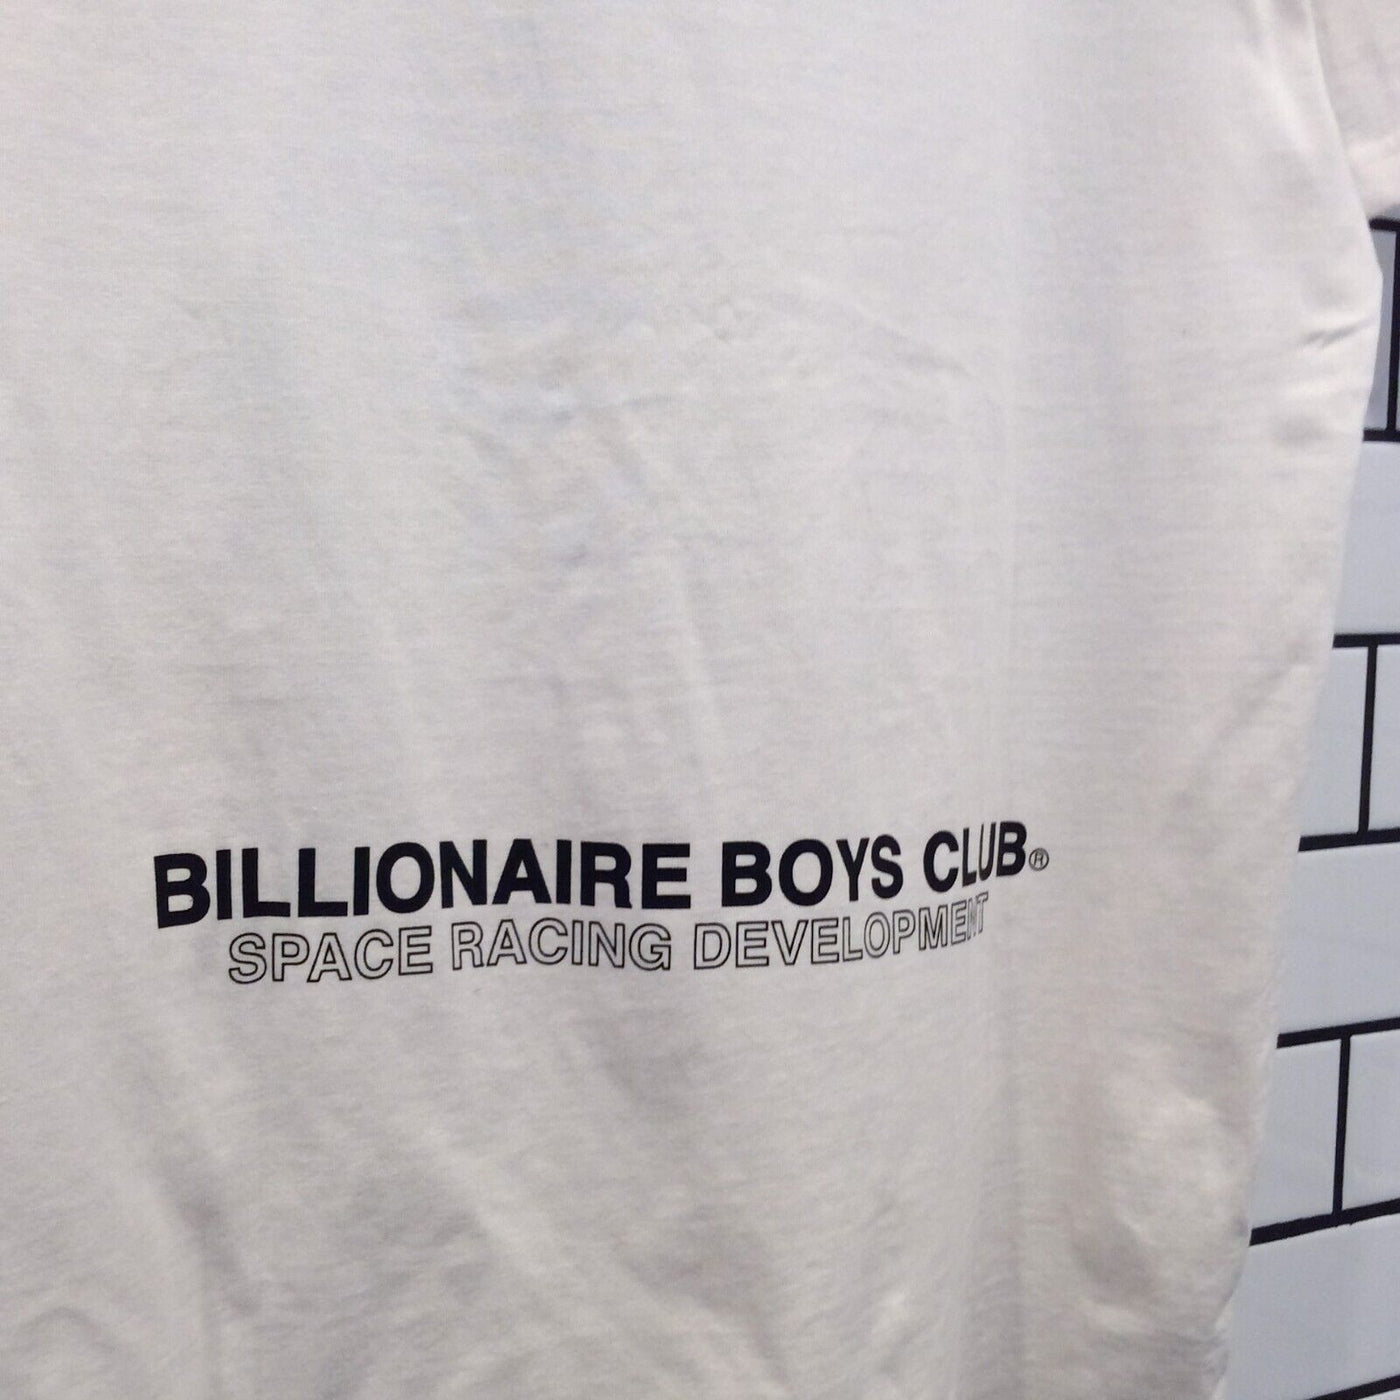 BILLIONAIRE BOYS CLUB®
SPACE RACING DEVELOPMENT